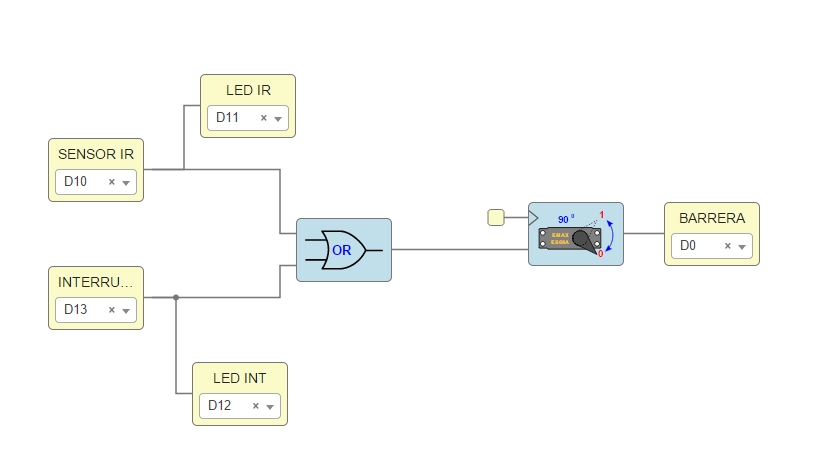 LED IR
D11
SENSOR IR
D10
90 º
1
EMAX
ES08A
0
BARRERA
D0
OR
INTERRU...
D13
LED INT
D12